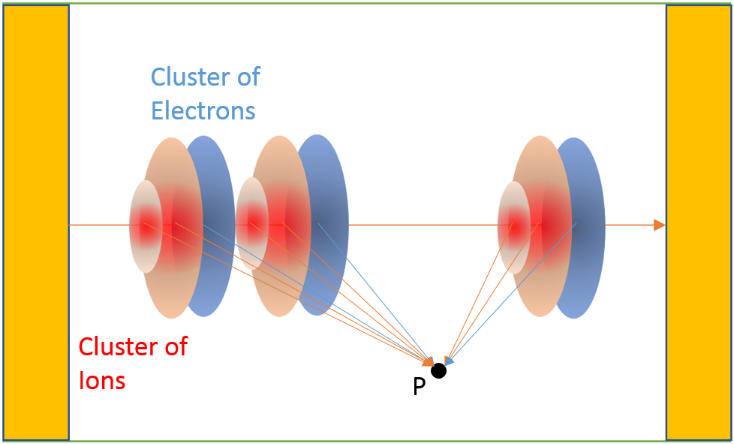 Cluster of
Electrons
Cluster of
Ions
P